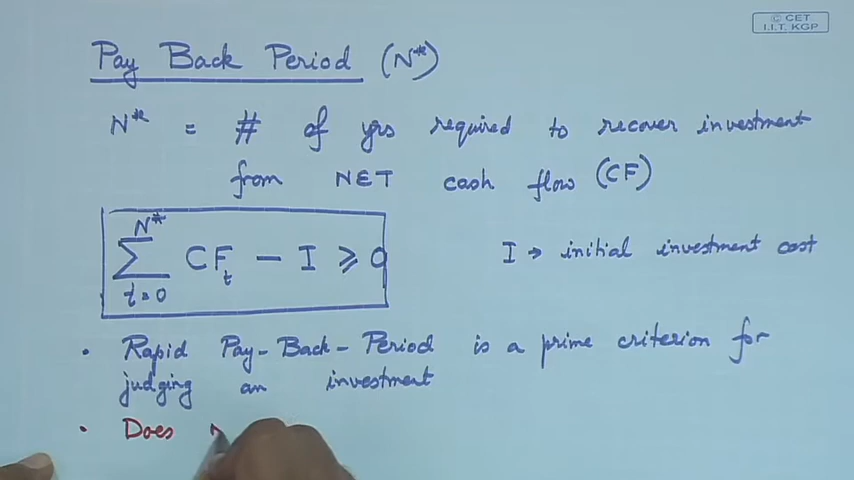 © CET
I.I.T. KGP
Pay Back Period (N*)
N* = # of yrs required to recover investment
from NET cash flow (CF)
N*
∑ CFt - I ⩾ 0 I → initial investment cost
t=0
• Rapid Pay-Back-Period is a prime criterion for
judging an investment
• Does